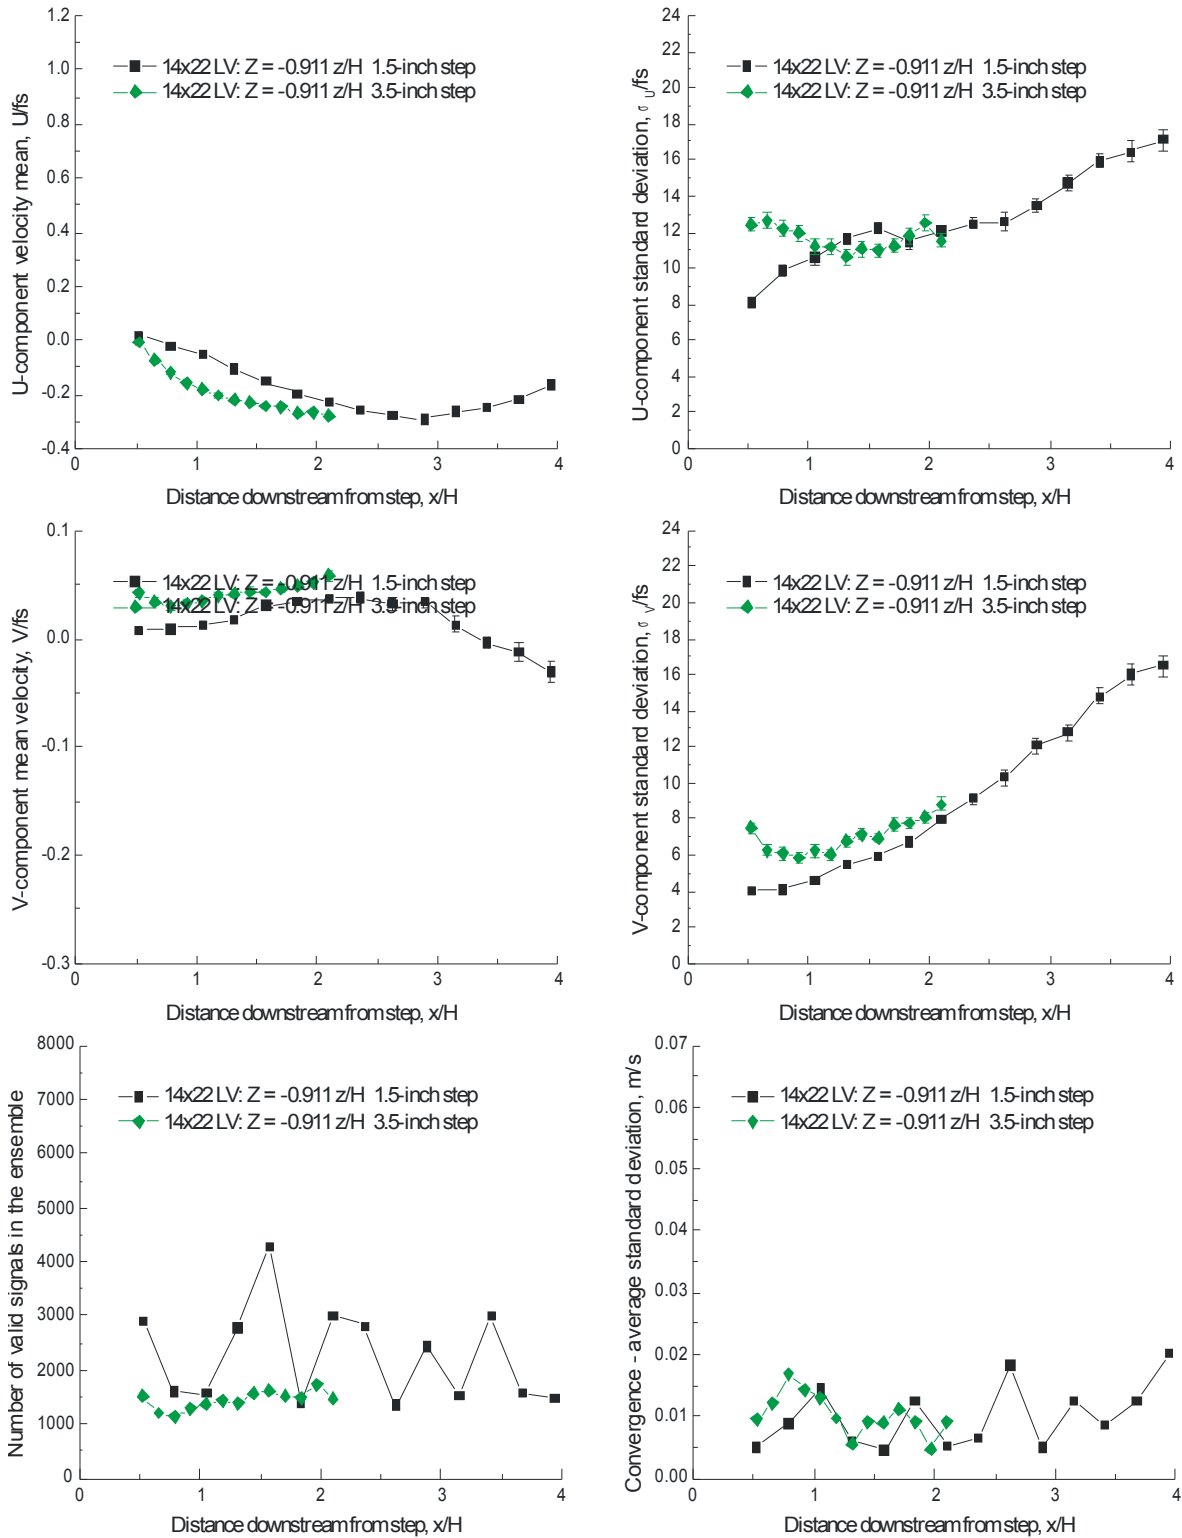 1.2
1.0
0.8
0.6
0.4
0.2
0.0
-0.2
-0.4
U-component velocity mean, U/fs
14x22 LV: Z = -0.911 z/H 1.5-inch step
14x22 LV: Z = -0.911 z/H 3.5-inch step
0 1 2 3 4
Distance downstream from step, x/H
24
22
20
18
16
14
12
10
8
6
4
2
0
U-component standard deviation, σU/fs
14x22 LV: Z = -0.911 z/H 1.5-inch step
14x22 LV: Z = -0.911 z/H 3.5-inch step
0 1 2 3 4
Distance downstream from step, x/H
0.1
0.0
-0.1
-0.2
-0.3
V-component mean velocity, V/fs
14x22 LV: Z = -0.911 z/H 1.5-inch step
14x22 LV: Z = -0.911 z/H 3.5-inch step
0 1 2 3 4
Distance downstream from step, x/H
24
22
20
18
16
14
12
10
8
6
4
2
0
V-component standard deviation, σV/fs
14x22 LV: Z = -0.911 z/H 1.5-inch step
14x22 LV: Z = -0.911 z/H 3.5-inch step
0 1 2 3 4
Distance downstream from step, x/H
8000
7000
6000
5000
4000
3000
2000
1000
0
Number of valid signals in the ensemble
14x22 LV: Z = -0.911 z/H 1.5-inch step
14x22 LV: Z = -0.911 z/H 3.5-inch step
0 1 2 3 4
Distance downstream from step, x/H
0.07
0.06
0.05
0.04
0.03
0.02
0.01
0.00
Convergence - average standard deviation, m/s
14x22 LV: Z = -0.911 z/H 1.5-inch step
14x22 LV: Z = -0.911 z/H 3.5-inch step
0 1 2 3 4
Distance downstream from step, x/H